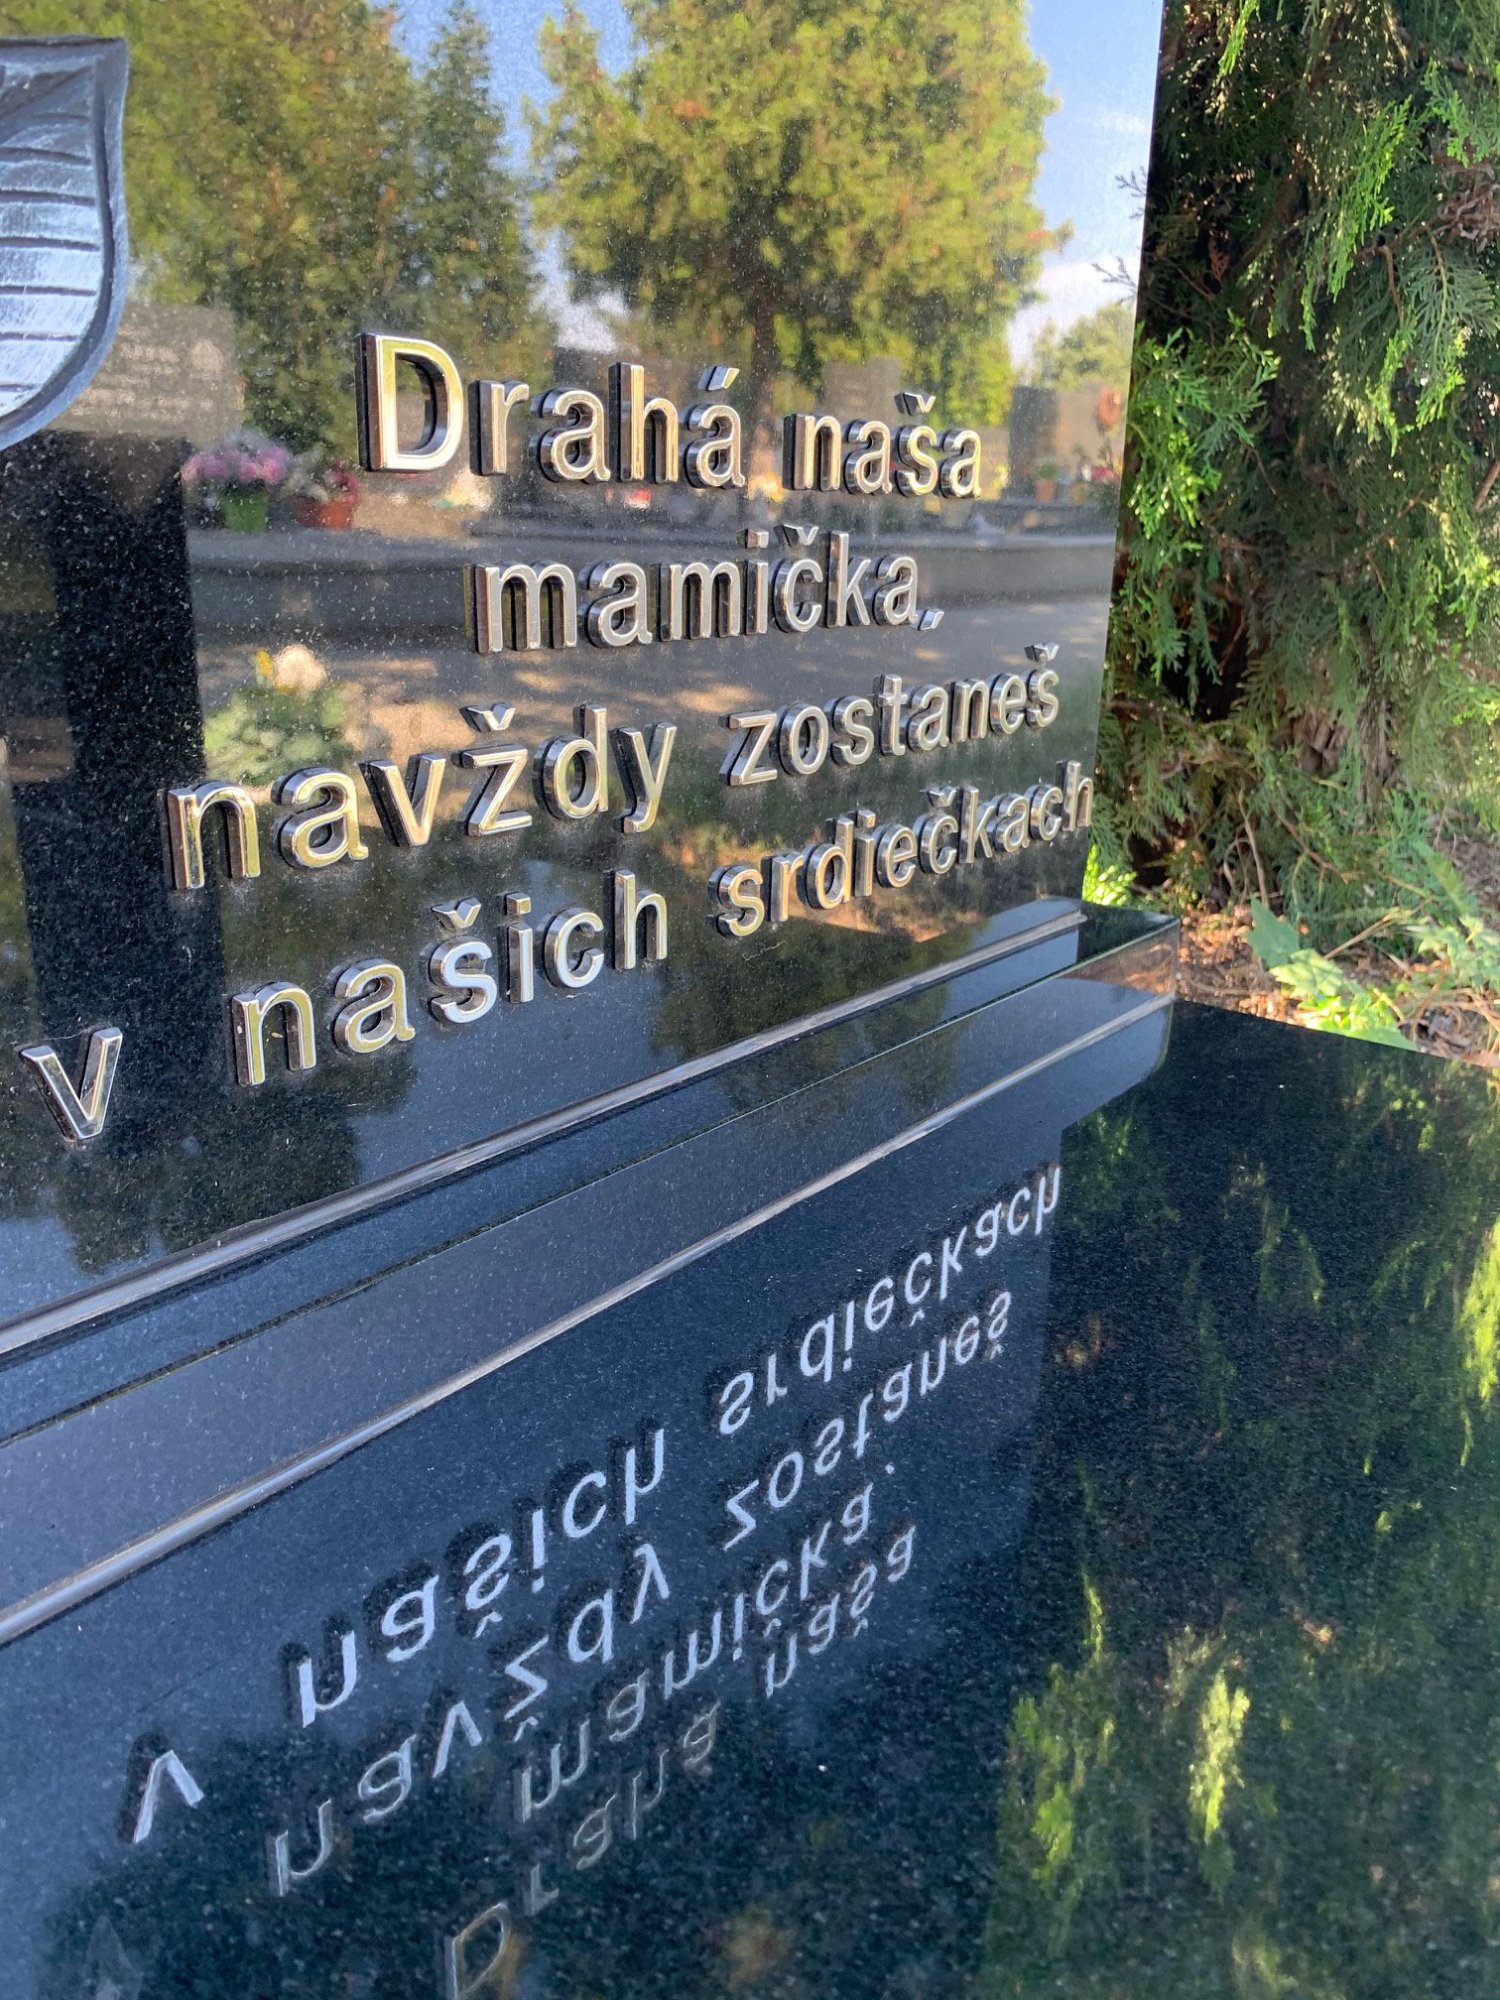 Drahá naša
mamička,
navždy zostaneš
v našich srdiečkach